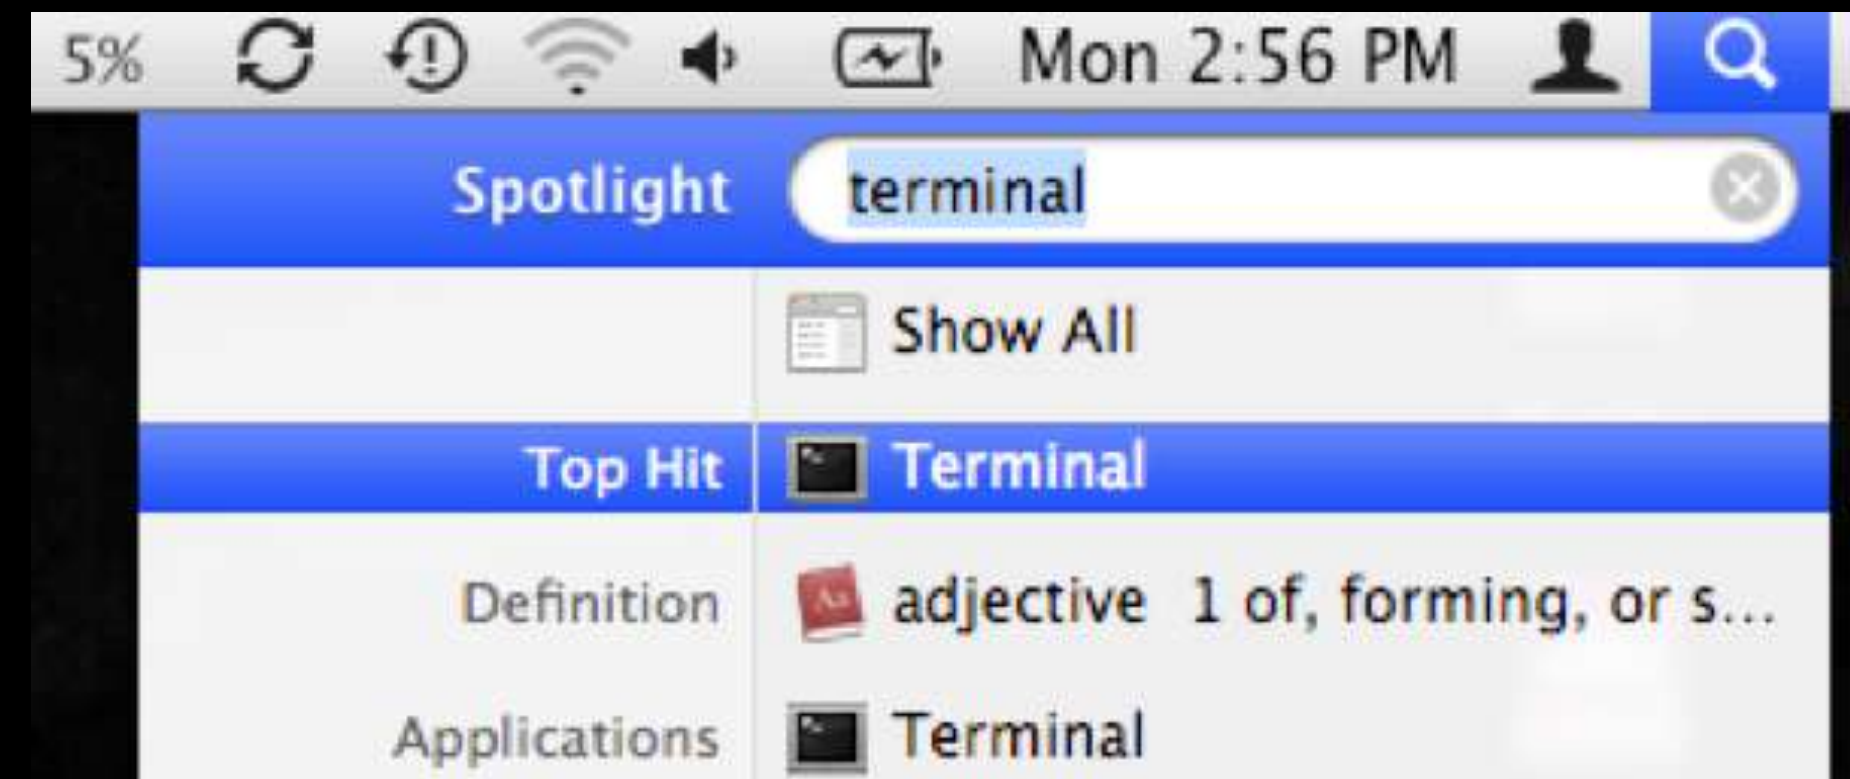 5% Mon 2:56 PM
Spotlight terminal
Show All
Top Hit Terminal
Definition Aa adjective 1 of, forming, or s...
Applications Terminal